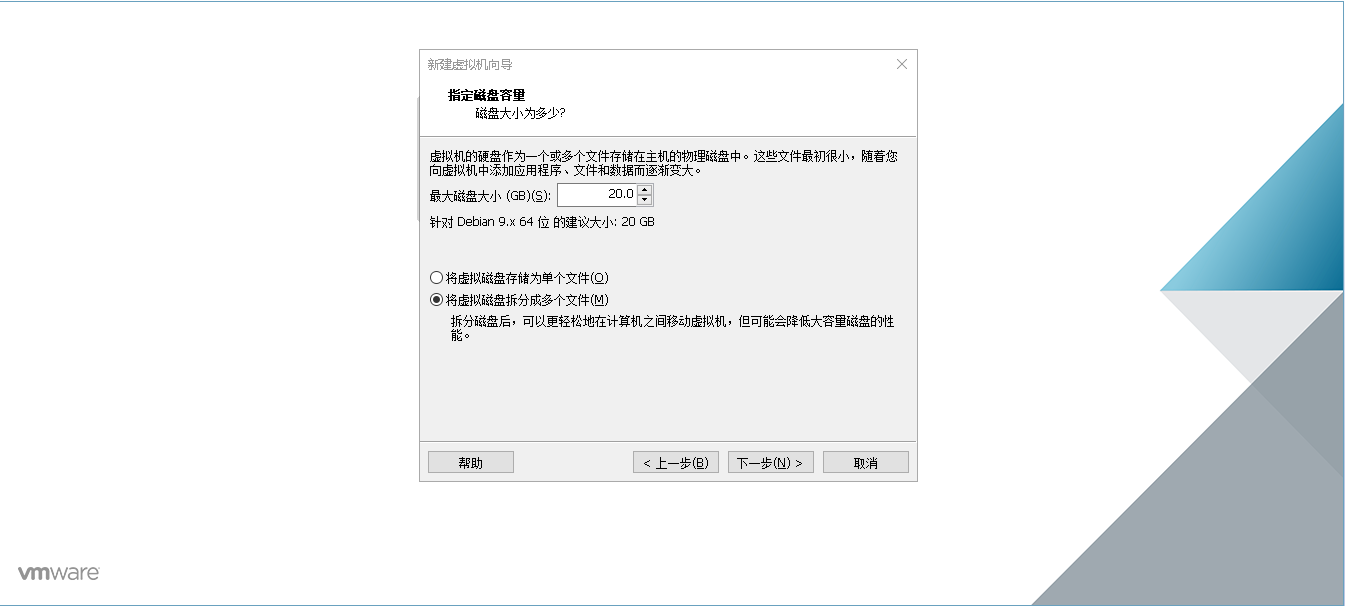 新建虚拟机向导
指定磁盘容量
磁盘大小为多少?
虚拟机的硬盘作为一个或多个文件存储在主机的物理磁盘中。这些文件最初很小，随着您
向虚拟机中添加应用程序、文件和数据而逐渐变大。
最大磁盘大小 (GB)(S): 20.0
针对 Debian 9.x 64 位 的建议大小: 20 GB
将虚拟磁盘存储为单个文件(O)
将虚拟磁盘拆分成多个文件(M)
拆分磁盘后，可以更轻松地在计算机之间移动虚拟机，但可能会降低大容量磁盘的性
能。
帮助 < 上一步(B) 下一步(N) > 取消
vmware